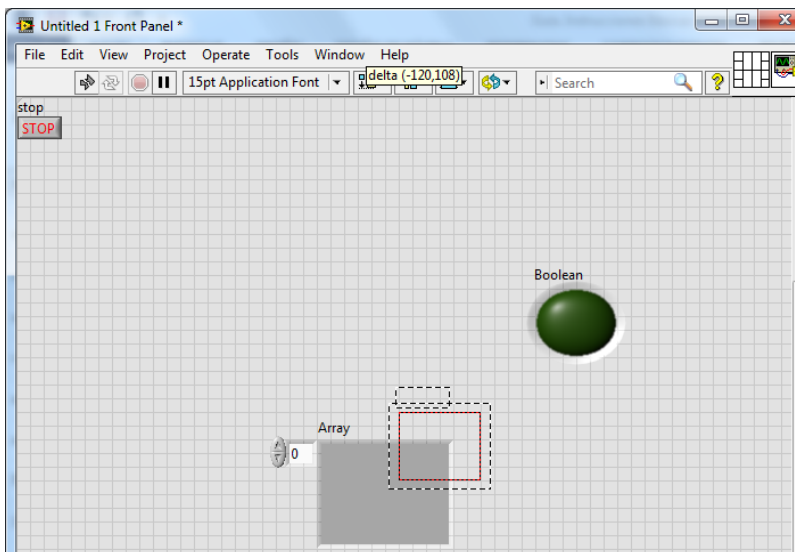 Untitled 1 Front Panel *
File Edit View Project Operate Tools Window Help
15pt Application Font
delta (-120,108)
Search
?
stop
STOP
Boolean
Array
0